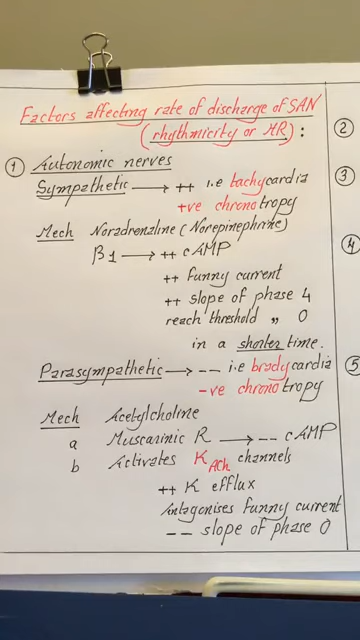 Factors affecting rate of discharge of SAN
(rhythmicity or HR):
① Autonomic nerves
Sympathetic → ++ i.e tachycardia
+ve chronotropy
Mech Noradrenaline (Norepinephrine)
β1 → ++ cAMP
++ funny current
++ slope of phase 4
reach threshold ,, 0
in a shorter time.
Parasympathetic → -- i.e bradycardia
-ve chronotropy
Mech Acetylcholine
a Muscarinic R → -- cAMP
b Activates K ACh channels
++ K efflux
Antagonises funny current
-- slope of phase 0
②
③
④
⑤